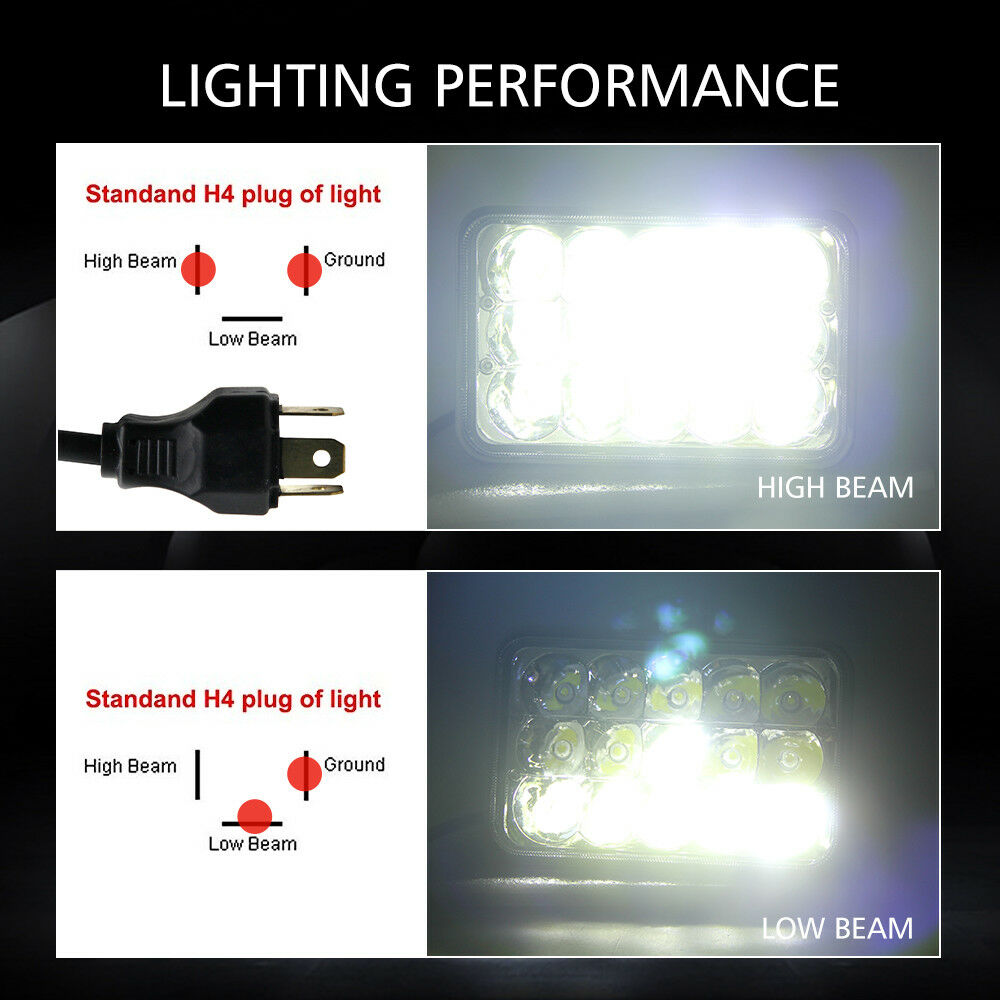 LIGHTING PERFORMANCE
Standand H4 plug of light
High Beam
Ground
Low Beam
HIGH BEAM
Standand H4 plug of light
High Beam
Ground
Low Beam
LOW BEAM